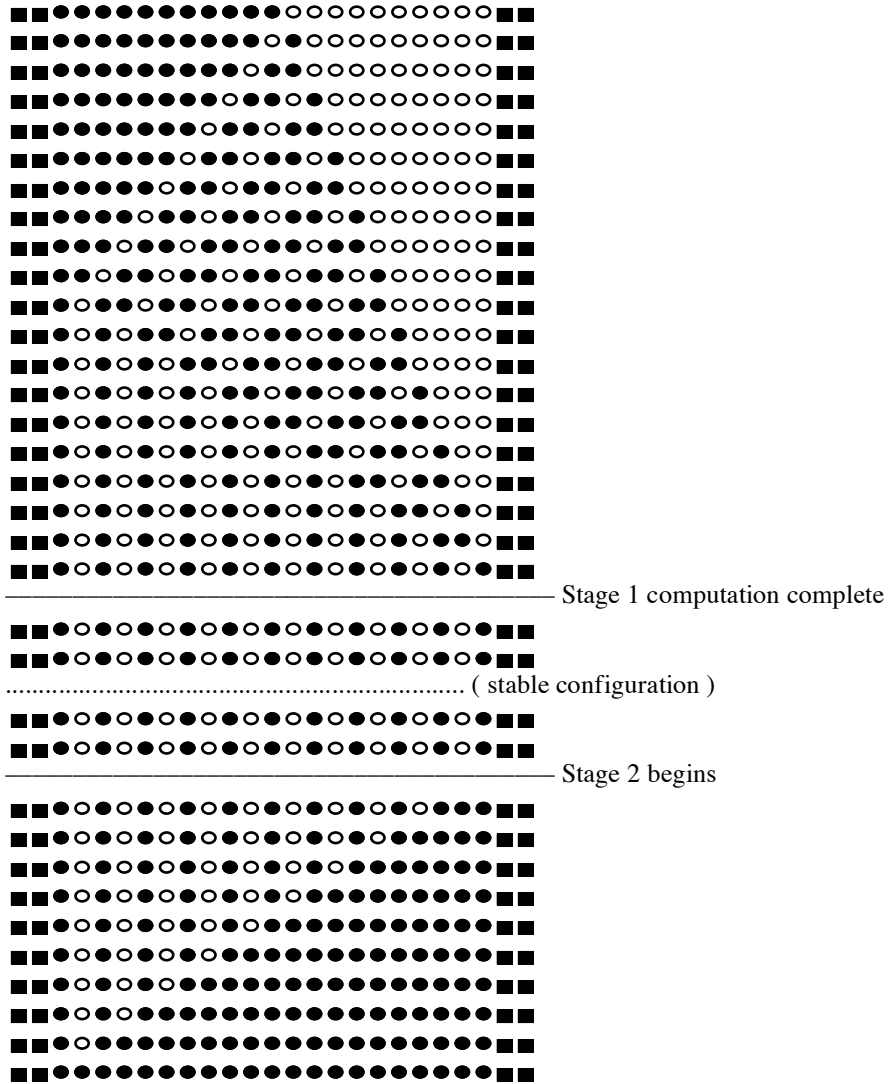 Stage 1 computation complete
( stable configuration )
Stage 2 begins